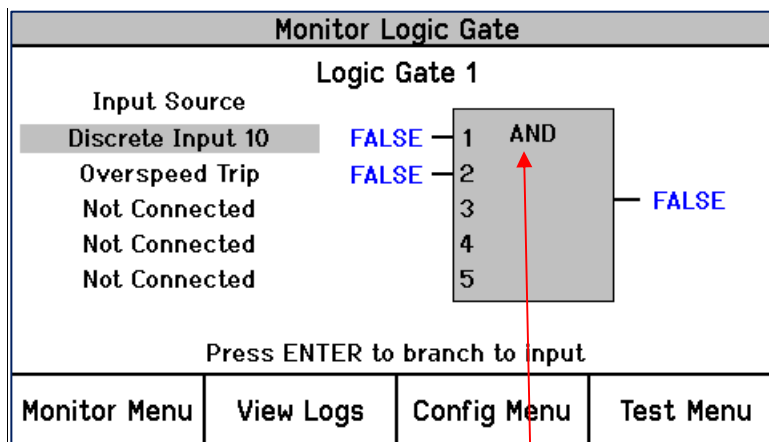 Monitor Logic Gate
Logic Gate 1
Input Source
Discrete Input 10 FALSE 1 AND
Overspeed Trip FALSE 2 FALSE
Not Connected 3
Not Connected 4
Not Connected 5
Press ENTER to branch to input
Monitor Menu View Logs Config Menu Test Menu